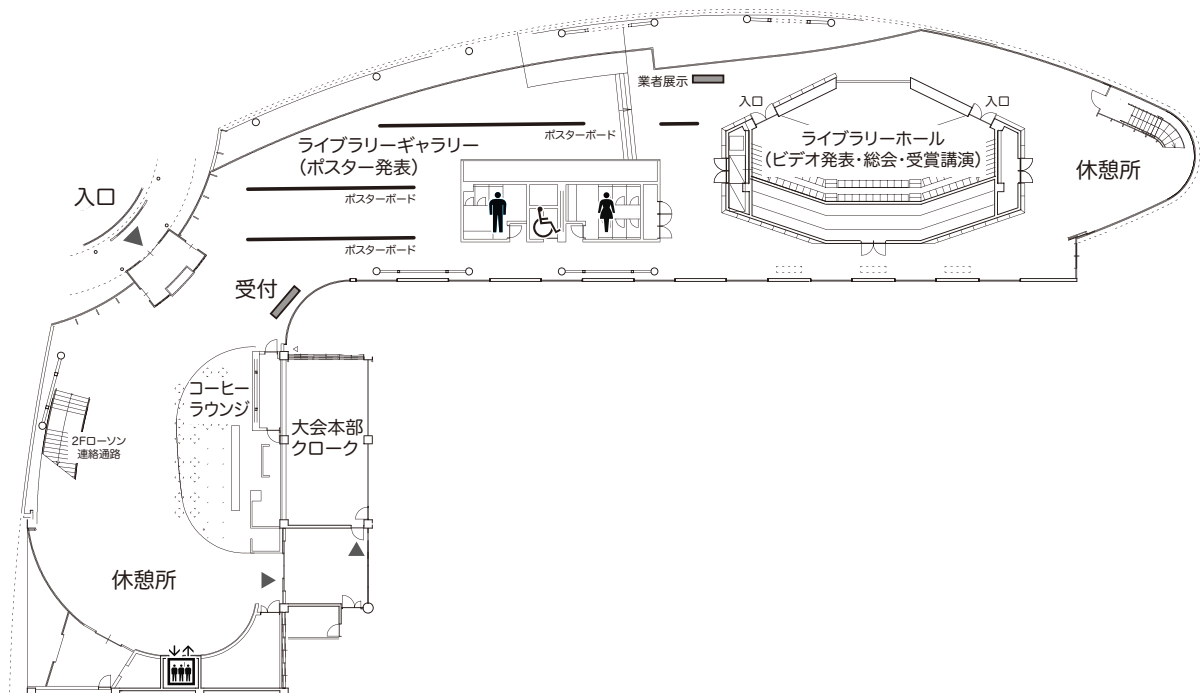 業者展示
入口
入口
ポスターボード
ライブラリーギャラリー
（ポスター発表）
ライブラリーホール
（ビデオ発表・総会・受賞講演）
休憩所
入口
ポスターボード
ポスターボード
受付
コーヒー
ラウンジ
大会本部
クローク
2Fローソン
連絡通路
休憩所